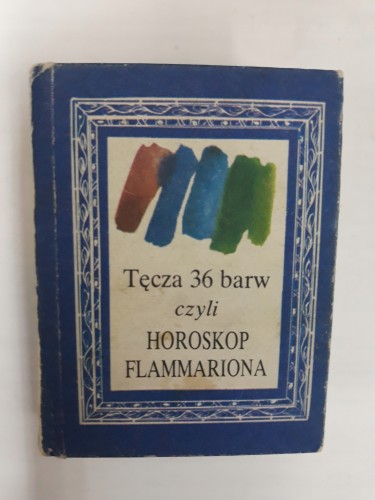 Tęcza 36 barw
czyli
HOROSKOP
FLAMMARIONA